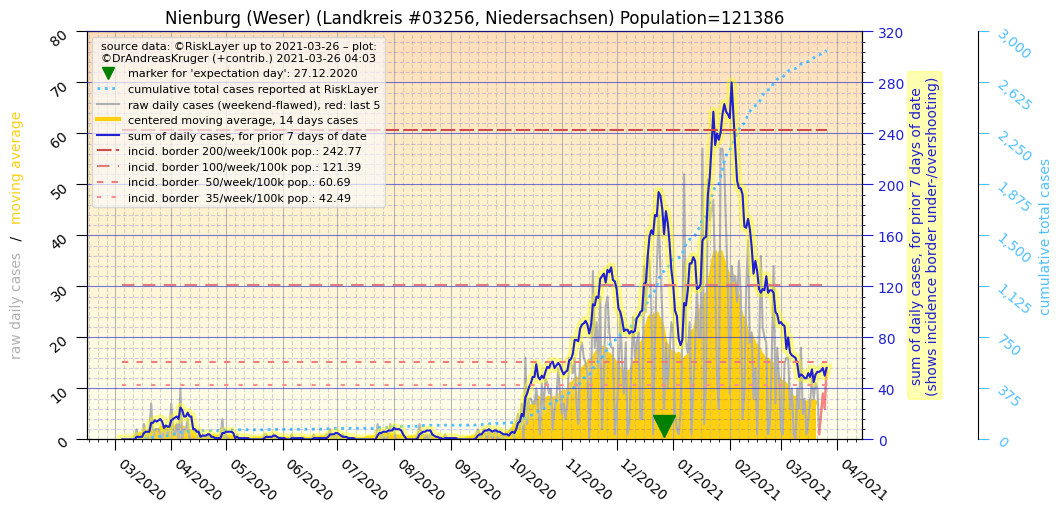 Nienburg (Weser) (Landkreis #03256, Niedersachsen) Population=121386
source data: ©RiskLayer up to 2021-03-26 – plot:
©DrAndreasKruger (+contrib.) 2021-03-26 04:03
marker for 'expectation day': 27.12.2020
cumulative total cases reported at RiskLayer
raw daily cases (weekend-flawed), red: last 5
centered moving average, 14 days cases
sum of daily cases, for prior 7 days of date
incid. border 200/week/100k pop.: 242.77
incid. border 100/week/100k pop.: 121.39
incid. border  50/week/100k pop.: 60.69
incid. border  35/week/100k pop.: 42.49
raw daily cases  /  moving average
80
70
60
50
40
30
20
10
0
320
280
240
200
160
120
80
40
0
sum of daily cases, for prior 7 days of date
(shows incidence border under-/overshooting)
3,000
2,625
2,250
1,875
1,500
1,125
750
375
0
cumulative total cases
03/2020
04/2020
05/2020
06/2020
07/2020
08/2020
09/2020
10/2020
11/2020
12/2020
01/2021
02/2021
03/2021
04/2021